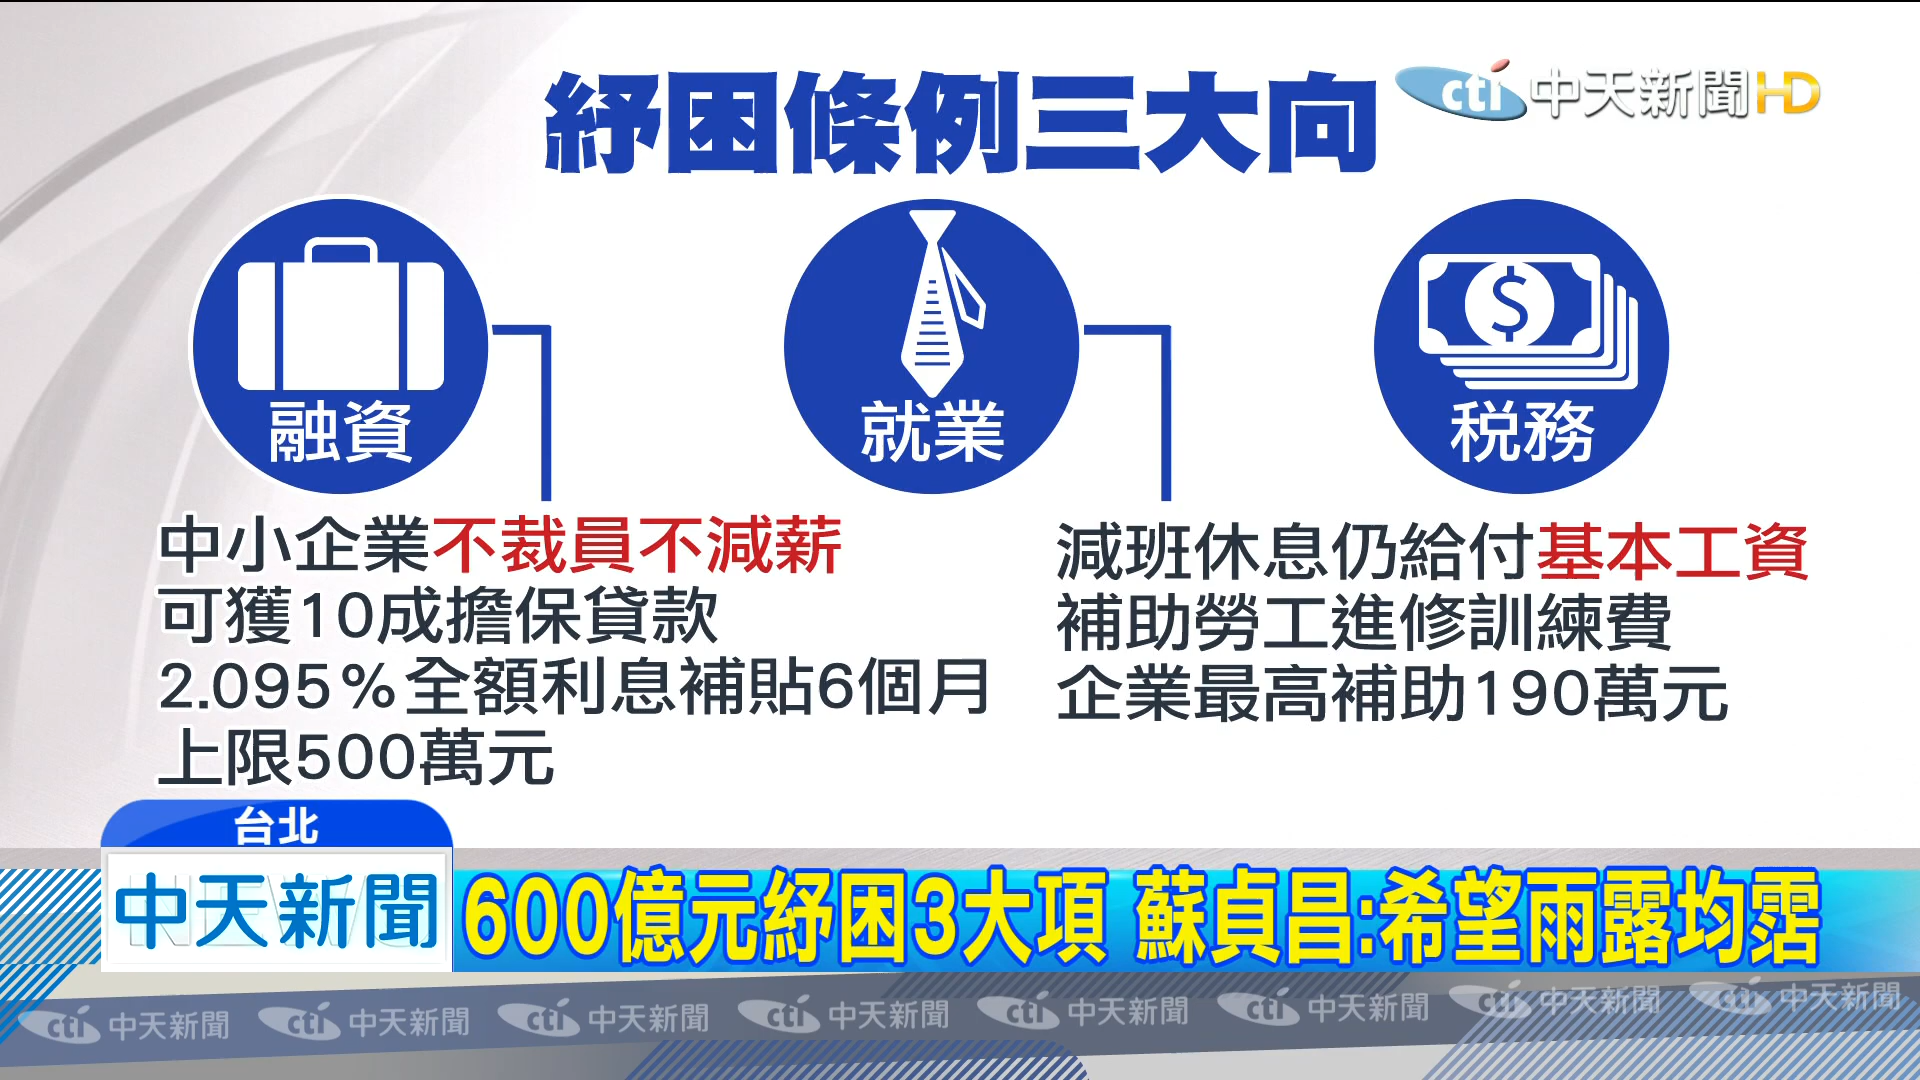 紓困條例三大向
cti 中天新聞HD
融資
就業
税務
中小企業不裁員不減薪
可獲10成擔保貸款
2.095%全額利息補貼6個月
上限500萬元
減班休息仍給付基本工資
補助勞工進修訓練費
企業最高補助190萬元
台北
中天新聞
600億元紓困3大項 蘇貞昌:希望雨露均霑
cti 中天新聞 cti 中天新聞 cti 中天新聞 cti 中天新聞 cti 中天新聞 cti 中天新聞 cti 中天新聞 cti 中天新聞